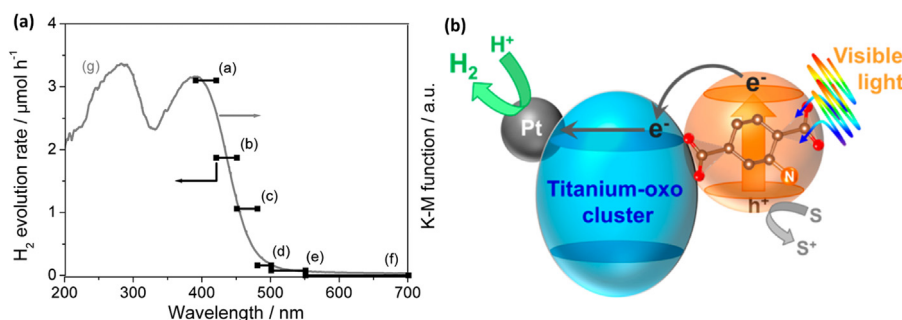 (a)
H2 evolution rate / μmol h⁻¹
4
3
2
1
0
200 300 400 500 600 700
Wavelength / nm
K-M function / a.u.
(g)
(a)
(b)
(c)
(d)
(e)
(f)
(b)
H⁺
H₂
Pt
e⁻
Titanium-oxo
cluster
e⁻
h⁺
N
Visible
light
S
S⁺